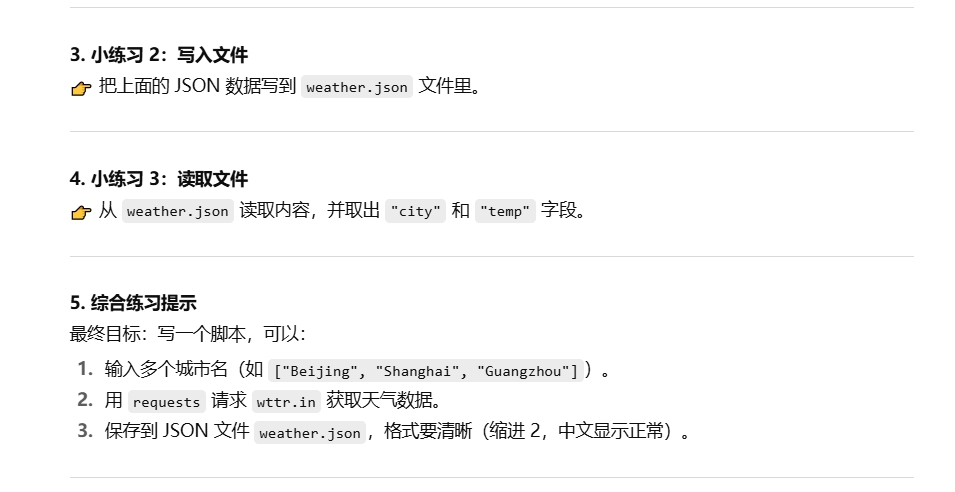 3. 小练习 2：写入文件
👉 把上面的 JSON 数据写到 weather.json 文件里。
4. 小练习 3：读取文件
👉 从 weather.json 读取内容，并取出 "city" 和 "temp" 字段。
5. 综合练习提示
最终目标：写一个脚本，可以：
1. 输入多个城市名（如 ["Beijing", "Shanghai", "Guangzhou"]）。
2. 用 requests 请求 wttr.in 获取天气数据。
3. 保存到 JSON 文件 weather.json，格式要清晰（缩进 2，中文显示正常）。